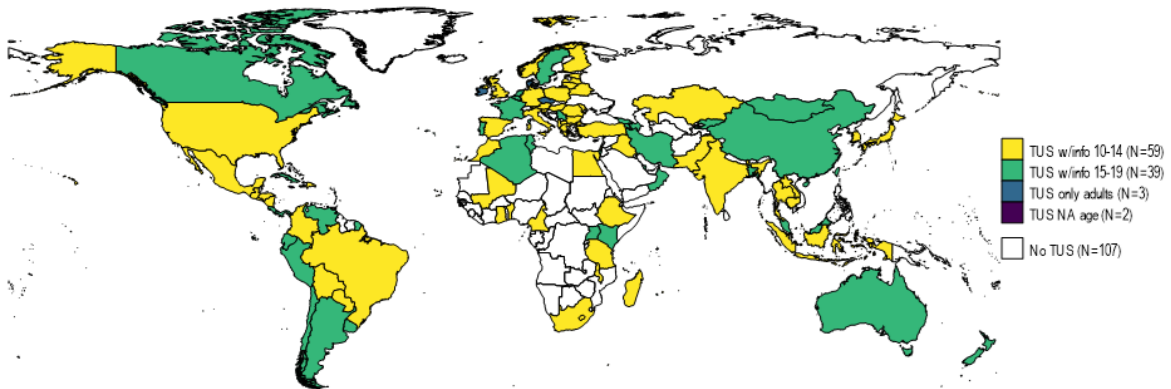 TUS w/info 10-14 (N=59)
TUS w/info 15-19 (N=39)
TUS only adults (N=3)
TUS NA age (N=2)
No TUS (N=107)